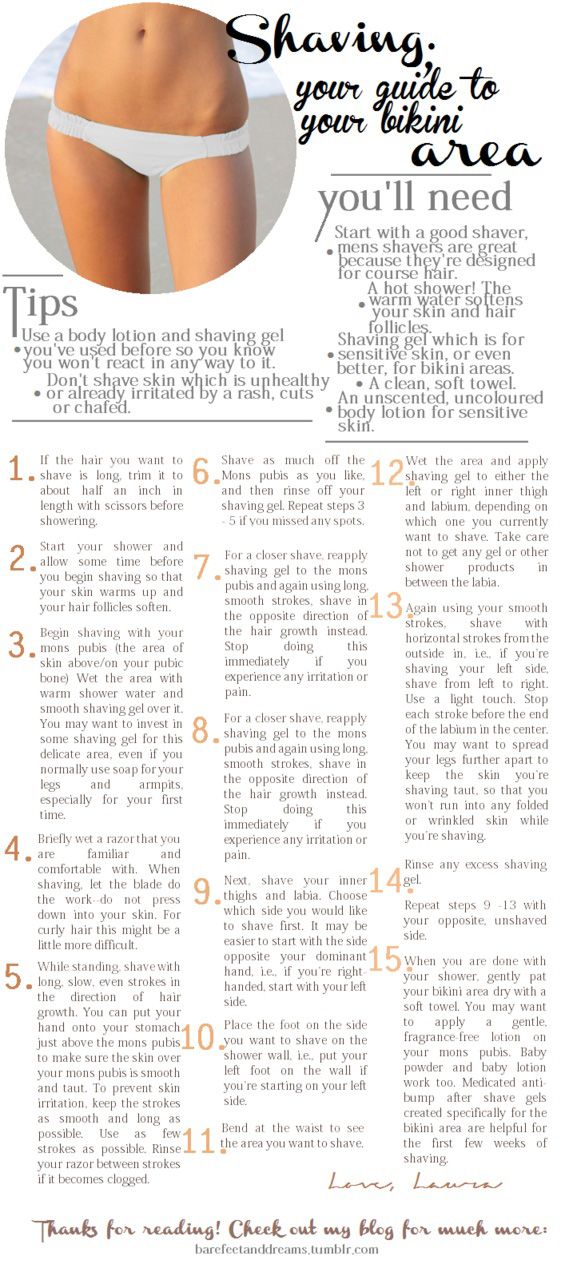 Shaving,
your guide to
your bikini
area
you'll need
Start with a good shaver,
mens shavers are great
because they're designed
for course hair.
A hot shower! The
warm water softens
your skin and hair
follicles.
Shaving gel which is for
sensitive skin, or even
better, for bikini areas.
• A clean, soft towel.
An unscented, uncoloured
body lotion for sensitive
skin.
Tips
Use a body lotion and shaving gel
you've used before so you know
you won't react in any way to it.
Don't shave skin which is unhealthy
or already irritated by a rash, cuts
or chafed.
1. If the hair you want to
shave is long, trim it to
about half an inch in
length with scissors before
showering.
2. Start your shower and
allow some time before
you begin shaving so that
your skin warms up and
your hair follicles soften.
3. Begin shaving with your
mons pubis (the area of
skin above/on your pubic
bone) Wet the area with
warm shower water and
smooth shaving gel over it.
You may want to invest in
some shaving gel for this
delicate area, even if you
normally use soap for your
legs and armpits,
especially for your first
time.
4. Briefly wet a razor that you
are familiar and
comfortable with. When
shaving, let the blade do
the work--do not press
down into your skin. For
curly hair this might be a
little more difficult.
5. While standing, shave with
long, slow, even strokes in
the direction of hair
growth. You can put your
hand onto your stomach
just above the mons pubis
to make sure the skin over
your mons pubis is smooth
and taut. To prevent skin
irritation, keep the strokes
as smooth and long as
possible. Use as few
strokes as possible. Rinse
your razor between strokes
if it becomes clogged.
6. Shave as much off the
Mons pubis as you like,
and then rinse off your
shaving gel. Repeat steps 3
- 5 if you missed any spots.
7. For a closer shave, reapply
shaving gel to the mons
pubis and again using long,
smooth strokes, shave in
the opposite direction of
the hair growth instead.
Stop doing this
immediately if you
experience any irritation or
pain.
8. For a closer shave, reapply
shaving gel to the mons
pubis and again using long,
smooth strokes, shave in
the opposite direction of
the hair growth instead.
Stop doing this
immediately if you
experience any irritation or
pain.
9. Next, shave your inner
thighs and labia. Choose
which side you would like
to shave first. It may be
easier to start with the side
opposite your dominant
hand, i.e., if you're right-
handed, start with your left
side.
10. Place the foot on the side
you want to shave on the
shower wall, i.e., put your
left foot on the wall if
you're starting on your left
side.
11. Bend at the waist to see
the area you want to shave.
12. Wet the area and apply
shaving gel to either the
left or right inner thigh
and labium, depending on
which one you currently
want to shave. Take care
not to get any gel or other
shower products in
between the labia.
13. Again using your smooth
strokes, shave with
horizontal strokes from the
outside in, i.e., if you're
shaving your left side,
shave from left to right.
Use a light touch. Stop
each stroke before the end
of the labium in the center.
You may want to spread
your legs further apart to
keep the skin you're
shaving taut, so that you
won't run into any folded
or wrinkled skin while
you're shaving.
14. Rinse any excess shaving
gel.
Repeat steps 9 -13 with
your opposite, unshaved
side.
15. When you are done with
your shower, gently pat
your bikini area dry with a
soft towel. You may want
to apply a gentle,
fragrance-free lotion on
your mons pubis. Baby
powder and baby lotion
work too. Medicated anti-
bump after shave gels
created specifically for the
bikini area are helpful for
the first few weeks of
shaving.
Love, Laura
Thanks for reading! Check out my blog for much more:
barefeetanddreams.tumblr.com